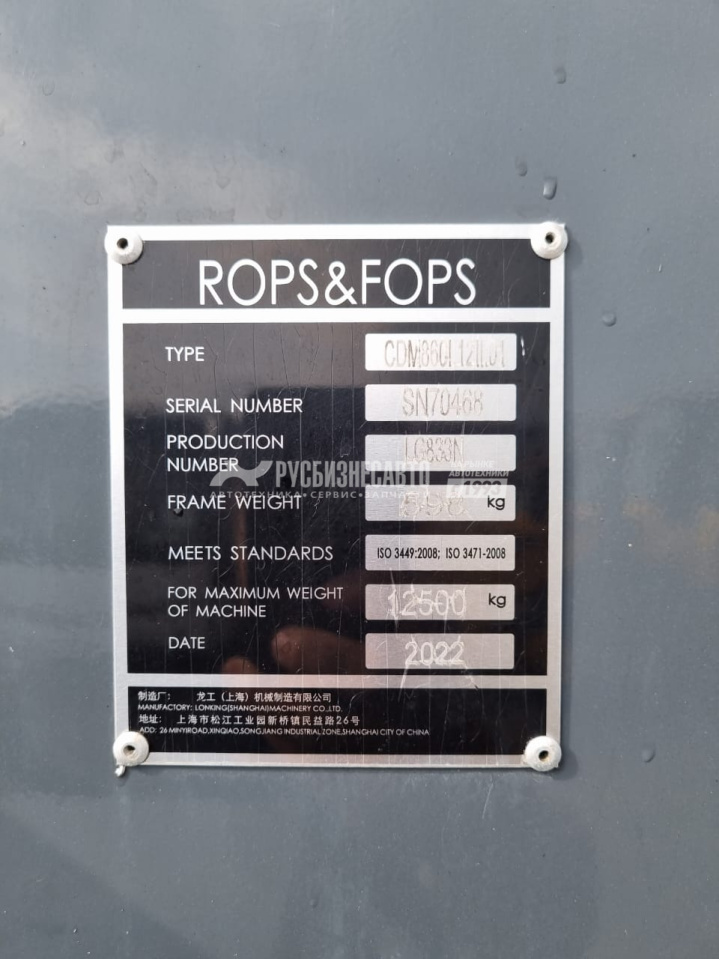 ROPS&FOPS
TYPE
SERIAL NUMBER SN70468
PRODUCTION NUMBER LG833N
РУСБИЗНЕСАВТО
АВТОТЕХНИКА • СЕРВИС • ЗАПЧАСТИ
АВТОТЕХНИКИ
1993
FRAME WEIGHT kg
MEETS STANDARDS ISO 3449:2008; ISO 3471-2008
FOR MAXIMUM WEIGHT OF MACHINE 12500 kg
DATE 2022
制造厂: 龙工（上海）机械制造有限公司
MANUFACTORY: LONKING(SHANGHAI)MACHINERY CO.,LTD.
地址: 上海市松江工业园新桥镇民益路26号
ADD: 26 MINYIROAD,XINQIAO,SONGJIANG INDUSTRIAL ZONE,SHANGHAI CITY OF CHINA